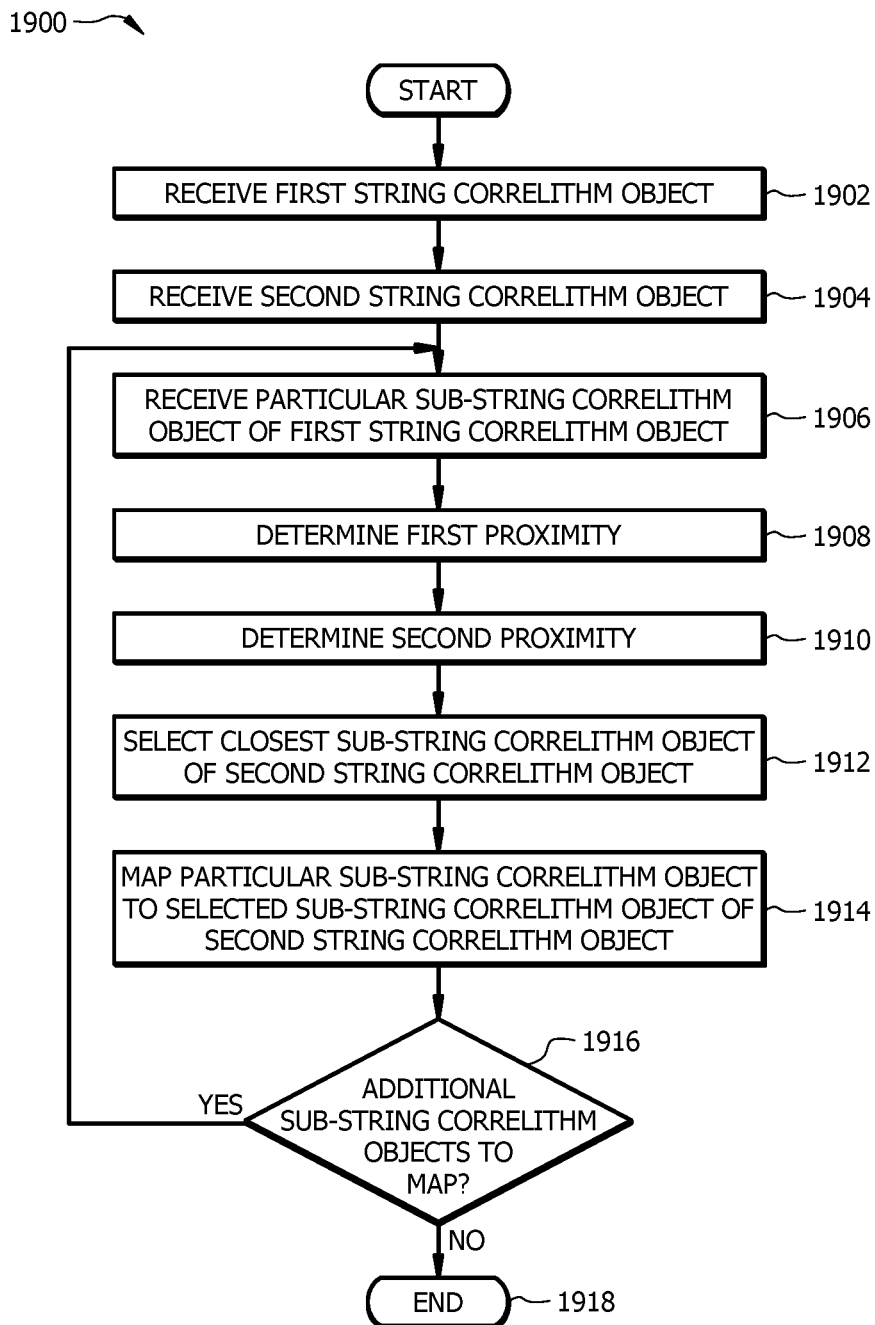 1900
START
RECEIVE FIRST STRING CORRELITHM OBJECT
1902
RECEIVE SECOND STRING CORRELITHM OBJECT
1904
RECEIVE PARTICULAR SUB-STRING CORRELITHM
OBJECT OF FIRST STRING CORRELITHM OBJECT
1906
DETERMINE FIRST PROXIMITY
1908
DETERMINE SECOND PROXIMITY
1910
SELECT CLOSEST SUB-STRING CORRELITHM OBJECT
OF SECOND STRING CORRELITHM OBJECT
1912
MAP PARTICULAR SUB-STRING CORRELITHM OBJECT
TO SELECTED SUB-STRING CORRELITHM OBJECT OF
SECOND STRING CORRELITHM OBJECT
1914
1916
YES
ADDITIONAL
SUB-STRING CORRELITHM
OBJECTS TO
MAP?
NO
END
1918